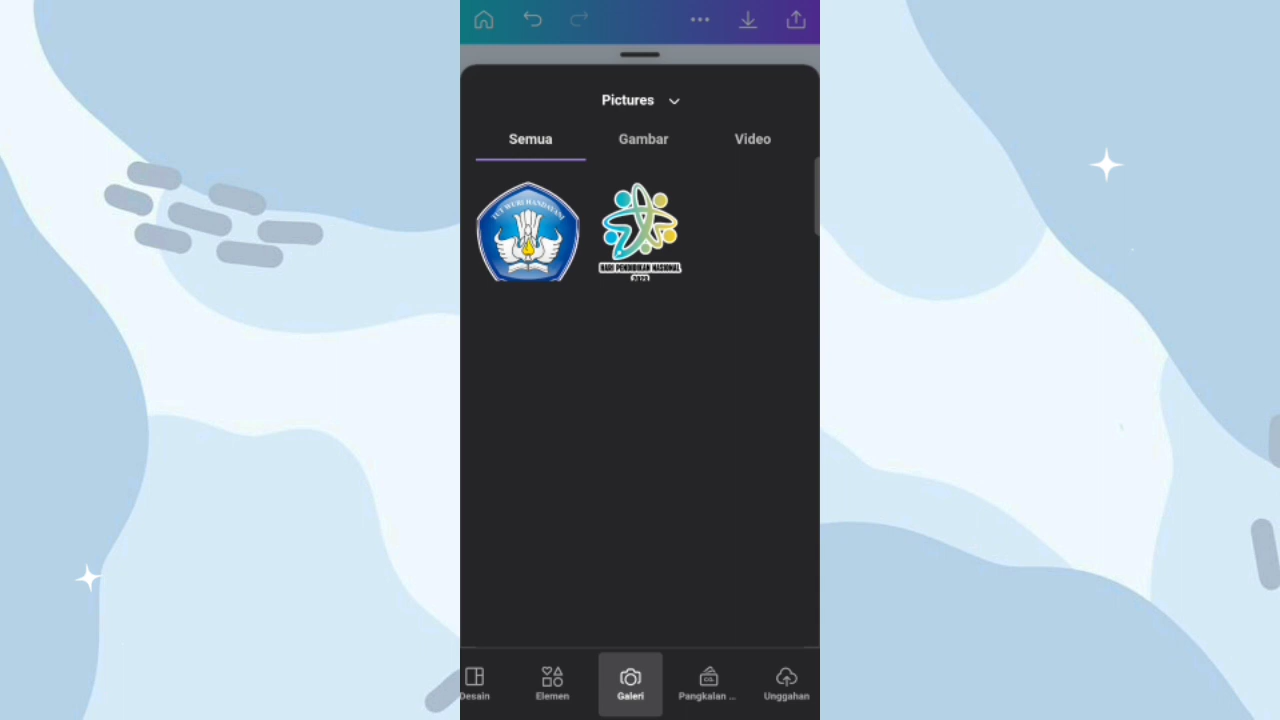 Pictures
Semua Gambar Video
TUT WURI HANDAYANI
HARI PENDIDIKAN NASIONAL
Desain Elemen Galeri Pangkalan ... Unggahan